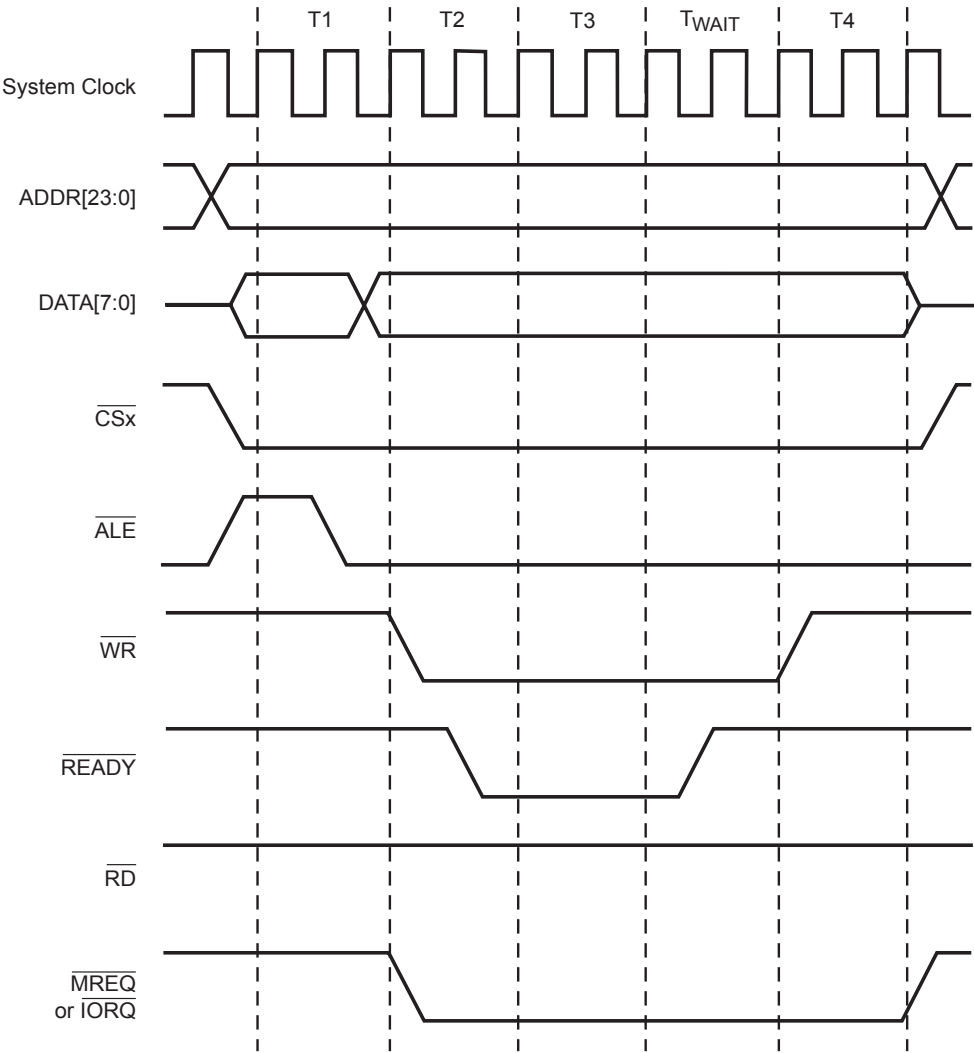 T1 T2 T3 TWAIT T4
System Clock
ADDR[23:0]
DATA[7:0]
CSx
ALE
WR
READY
RD
MREQ
or IORQ